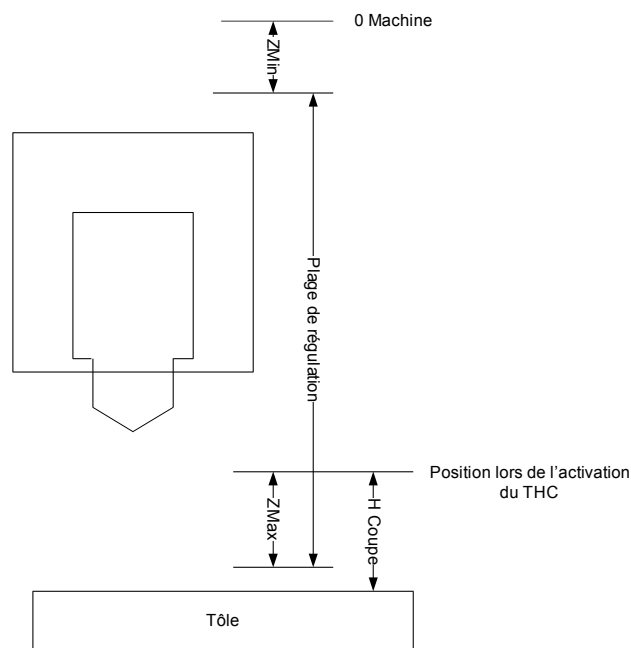 0 Machine
ZMin
Plage de régulation
Position lors de l’activation
du THC
ZMax
H Coupe
Tôle